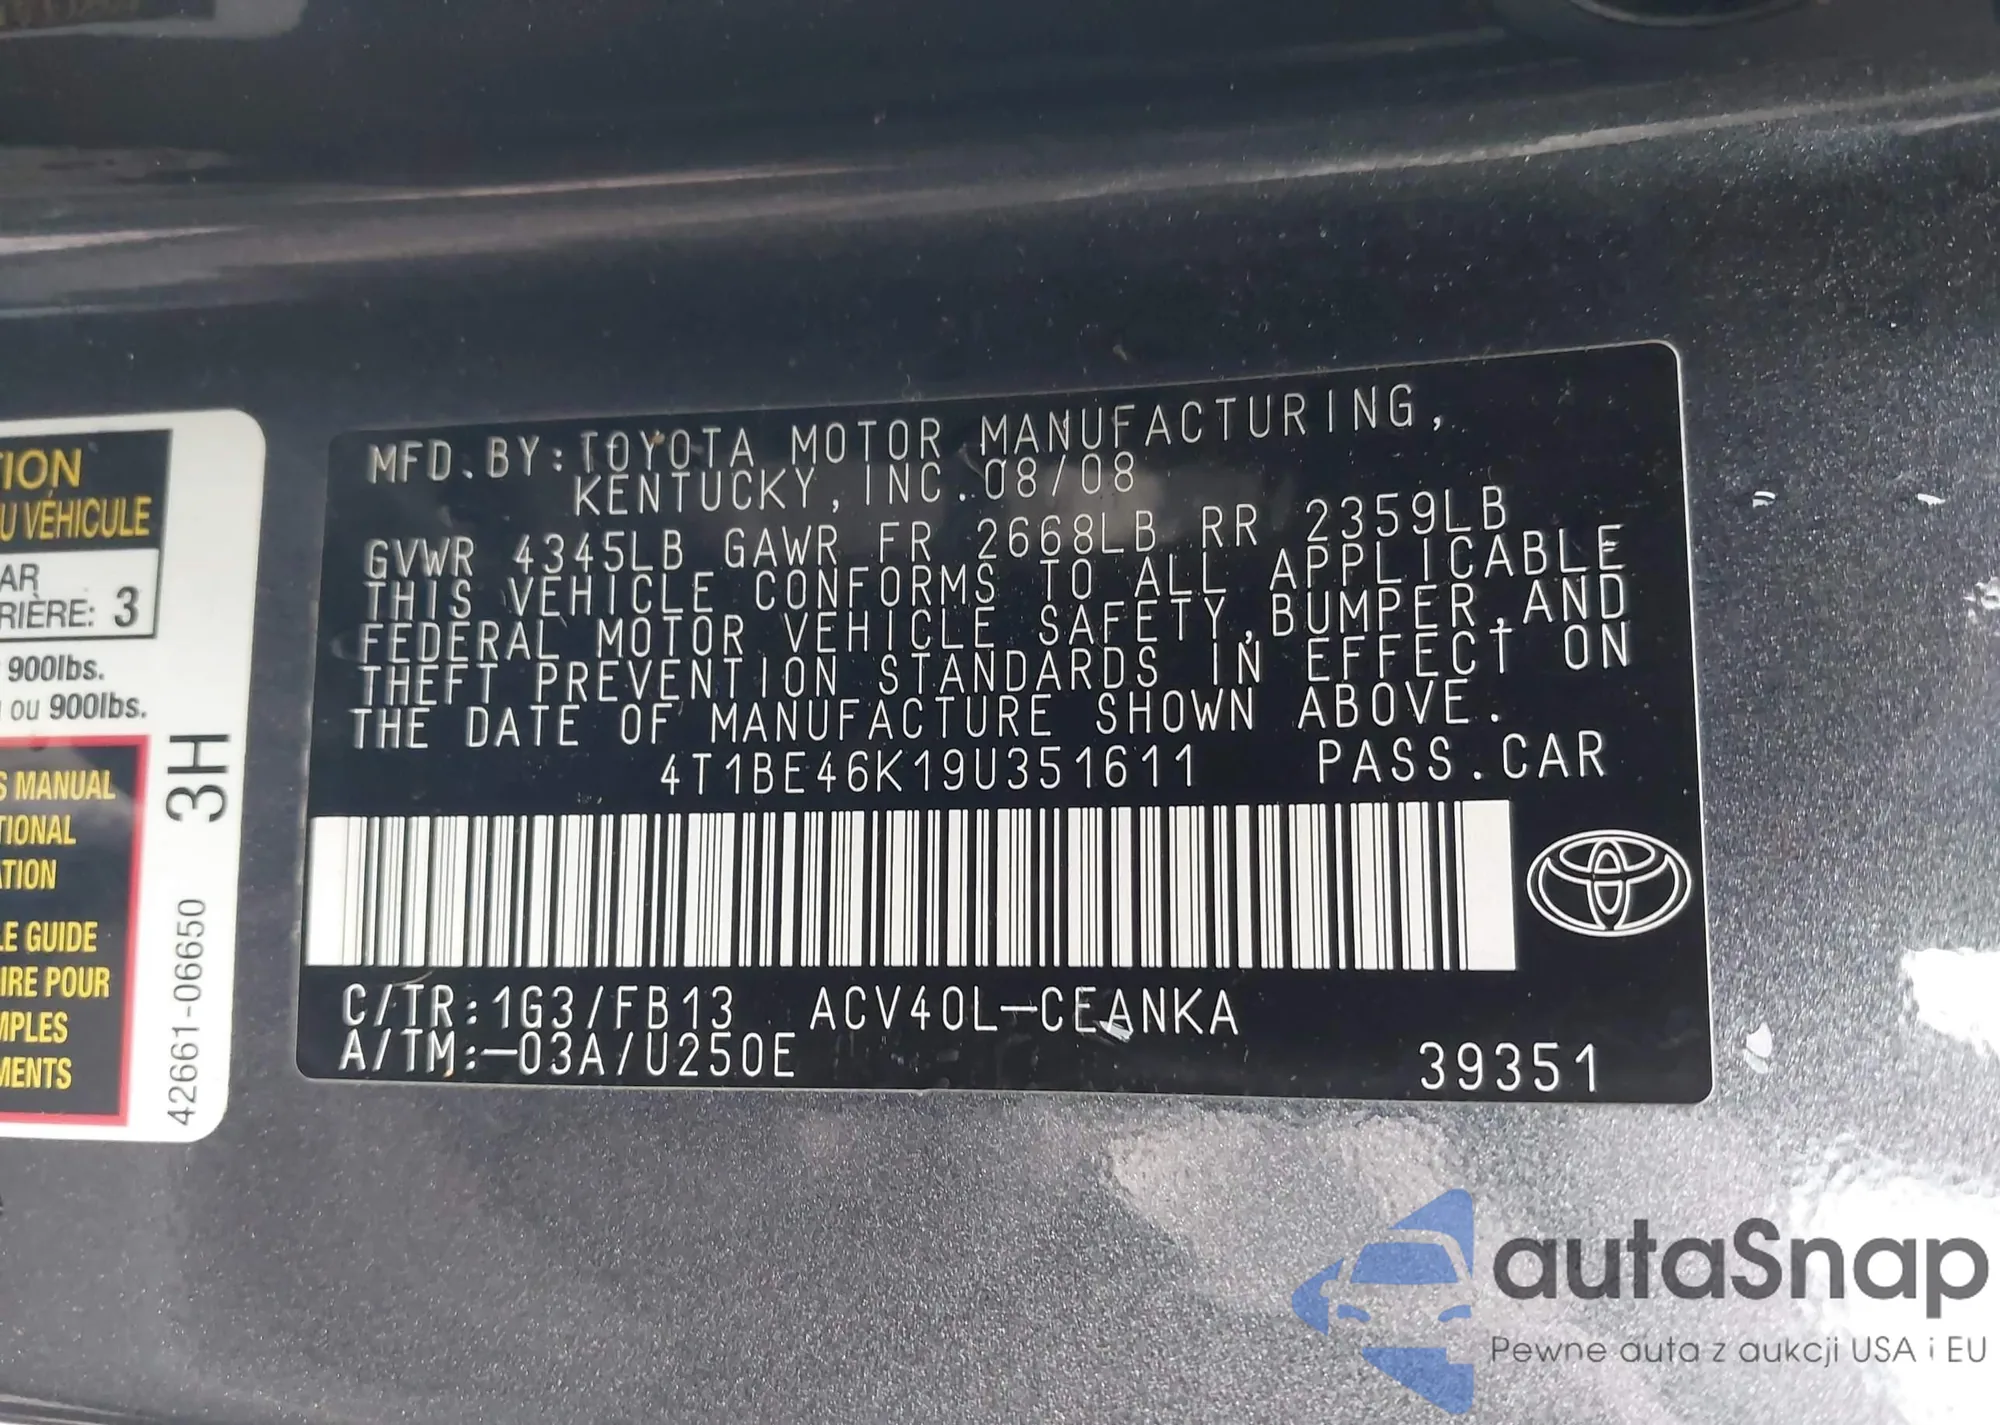 TION
U VÉHICULE
AR
RIÈRE: 3
900lbs.
ou 900lbs.
S MANUAL
TIONAL
ATION
LE GUIDE
IRE POUR
MPLES
MENTS
3H
42661-06650
MFD.BY:TOYOTA MOTOR MANUFACTURING,
KENTUCKY,INC.08/08
GVWR 4345LB GAWR FR 2668LB RR 2359LB
THIS VEHICLE CONFORMS TO ALL APPLICABLE
FEDERAL MOTOR VEHICLE SAFETY,BUMPER,AND
THEFT PREVENTION STANDARDS IN EFFECT ON
THE DATE OF MANUFACTURE SHOWN ABOVE.
4T1BE46K19U351611 PASS.CAR
C/TR:1G3/FB13 ACV40L-CEANKA
A/TM:-03A/U250E
39351
autaSnap
Pewne auta z aukcji USA i EU